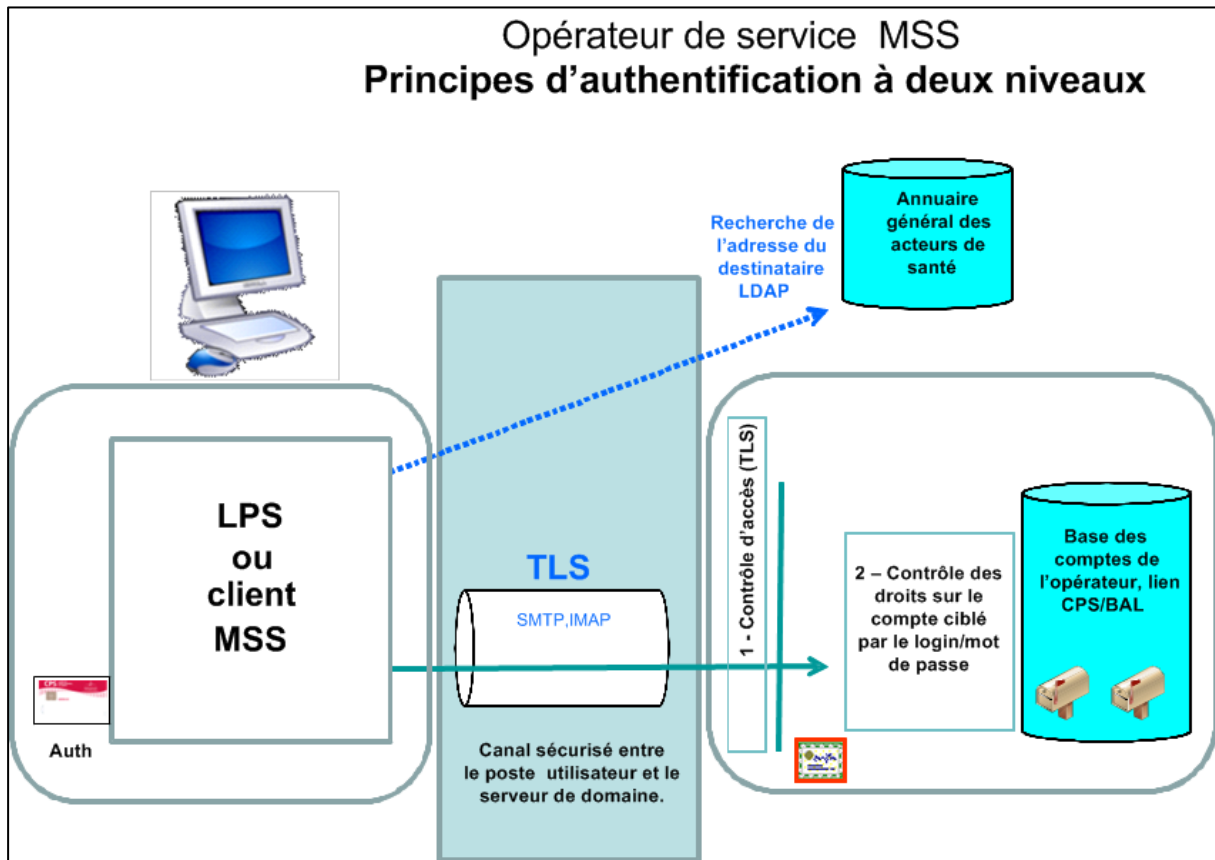 Opérateur de service MSS
Principes d'authentification à deux niveaux
Annuaire
général des
acteurs de
santé
Recherche de
l'adresse du
destinataire
LDAP
LPS
ou
client
MSS
CPS
Auth
TLS
SMTP,IMAP
Canal sécurisé entre
le poste utilisateur et le
serveur de domaine.
1 - Contrôle d'accès (TLS)
2 – Contrôle des
droits sur le
compte ciblé
par le login/mot
de passe
Base des
comptes de
l'opérateur, lien
CPS/BAL